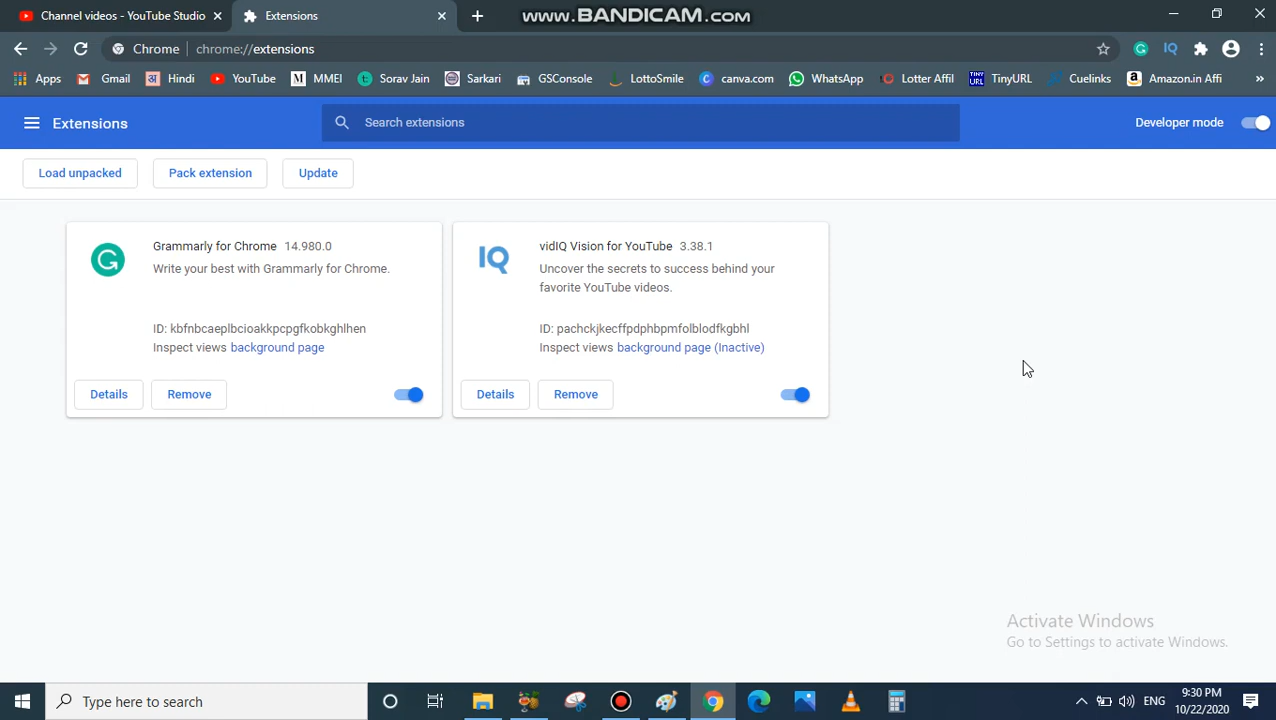 Channel videos - YouTube Studio
Extensions
www.BANDICAM.com
Chrome
chrome://extensions
IQ
Apps
Gmail
Hindi
YouTube
M
MMEI
Sorav Jain
Sarkari
GSConsole
LottoSmile
canva.com
WhatsApp
Lotter Affil
TINY
URL
TinyURL
Cuelinks
Amazon.in Affi
»
Extensions
Search extensions
Developer mode
Load unpacked
Pack extension
Update
G
Grammarly for Chrome 14.980.0
Write your best with Grammarly for Chrome.
ID: kbfnbcaeplbcioakkpcpgfkobkghlhen
Inspect views background page
Details
Remove
IQ
vidIQ Vision for YouTube 3.38.1
Uncover the secrets to success behind your
favorite YouTube videos.
ID: pachckjkecffpdphbpmfolblodfkgbhl
Inspect views background page (Inactive)
Details
Remove
Activate Windows
Go to Settings to activate Windows.
Type here to search
ENG
9:30 PM
10/22/2020